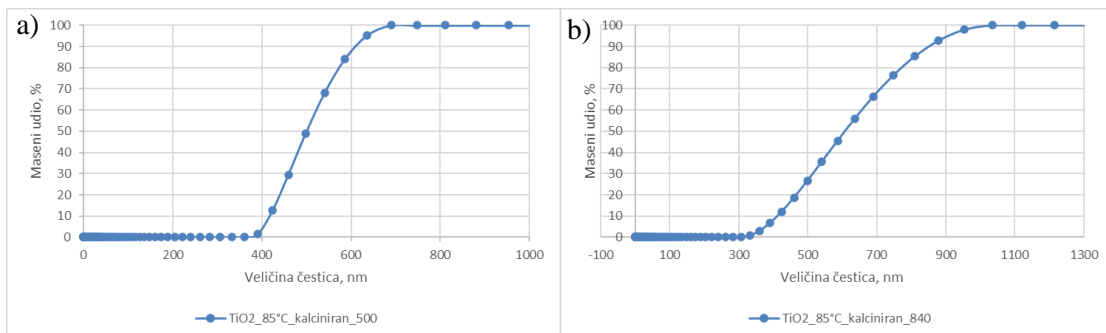 a)
100
90
80
70
60
50
40
30
20
10
0
Maseni udio, %
0 200 400 600 800 1000
Veličina čestica, nm
TiO2_85°C_kalciniran_500
b)
100
90
80
70
60
50
40
30
20
10
0
Maseni udio, %
-100 100 300 500 700 900 1100 1300
Veličina čestica, nm
TiO2_85°C_kalciniran_840